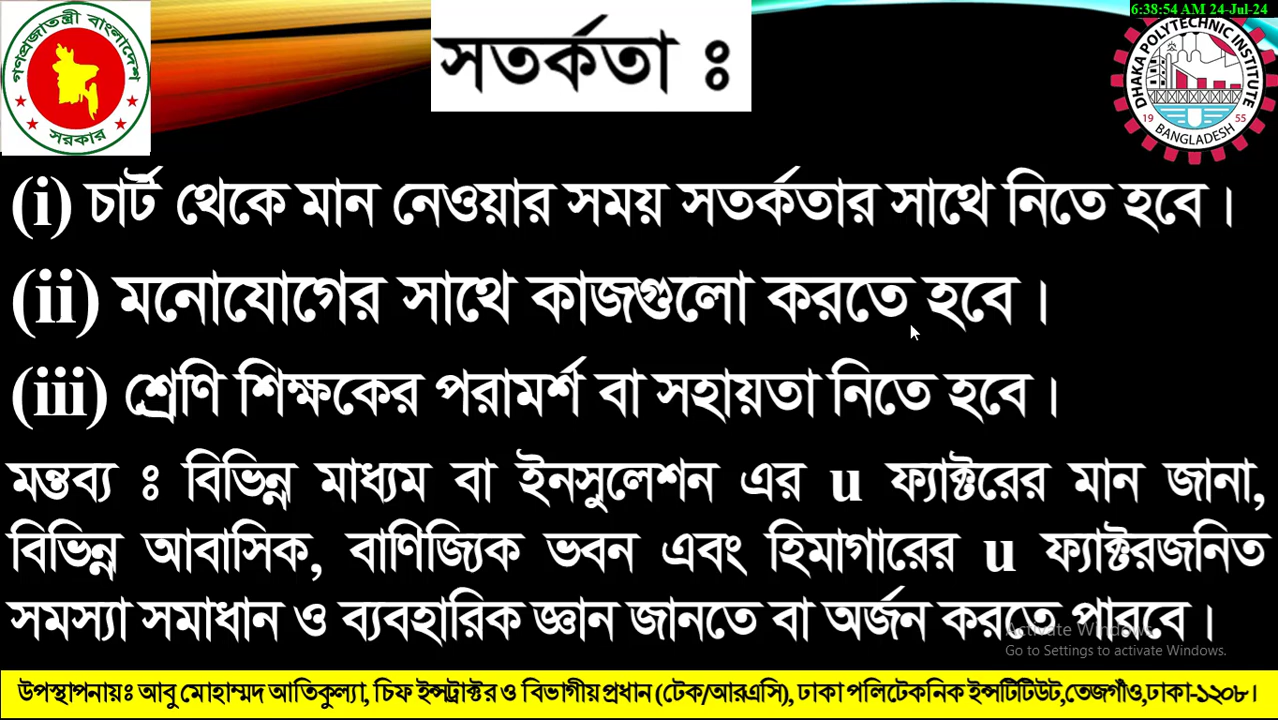 6:38:54 AM 24-Jul-24
গণপ্রজাতন্ত্রী বাংলাদেশ
সরকার
সতর্কতা ঃ
DHAKA POLYTECHNIC INSTITUTE
19 55
BANGLADESH
(i) চার্ট থেকে মান নেওয়ার সময় সতর্কতার সাথে নিতে হবে।
(ii) মনোযোগের সাথে কাজগুলো করতে হবে।
(iii) শ্রেণি শিক্ষকের পরামর্শ বা সহায়তা নিতে হবে।
মন্তব্য ঃ বিভিন্ন মাধ্যম বা ইনসুলেশন এর u ফ্যাক্টরের মান জানা,
বিভিন্ন আবাসিক, বাণিজ্যিক ভবন এবং হিমাগারের u ফ্যাক্টরজনিত
সমস্যা সমাধান ও ব্যবহারিক জ্ঞান জানতে বা অর্জন করতে পারবে।
Activate Windows
Go to Settings to activate Windows.
উপস্থাপনায়ঃ আবু মোহাম্মদ আতিকুল্যা, চিফ ইন্সট্রাক্টর ও বিভাগীয় প্রধান (টেক/আরএসি), ঢাকা পলিটেকনিক ইন্সটিটিউট,তেজগাঁও,ঢাকা-১২০৮।